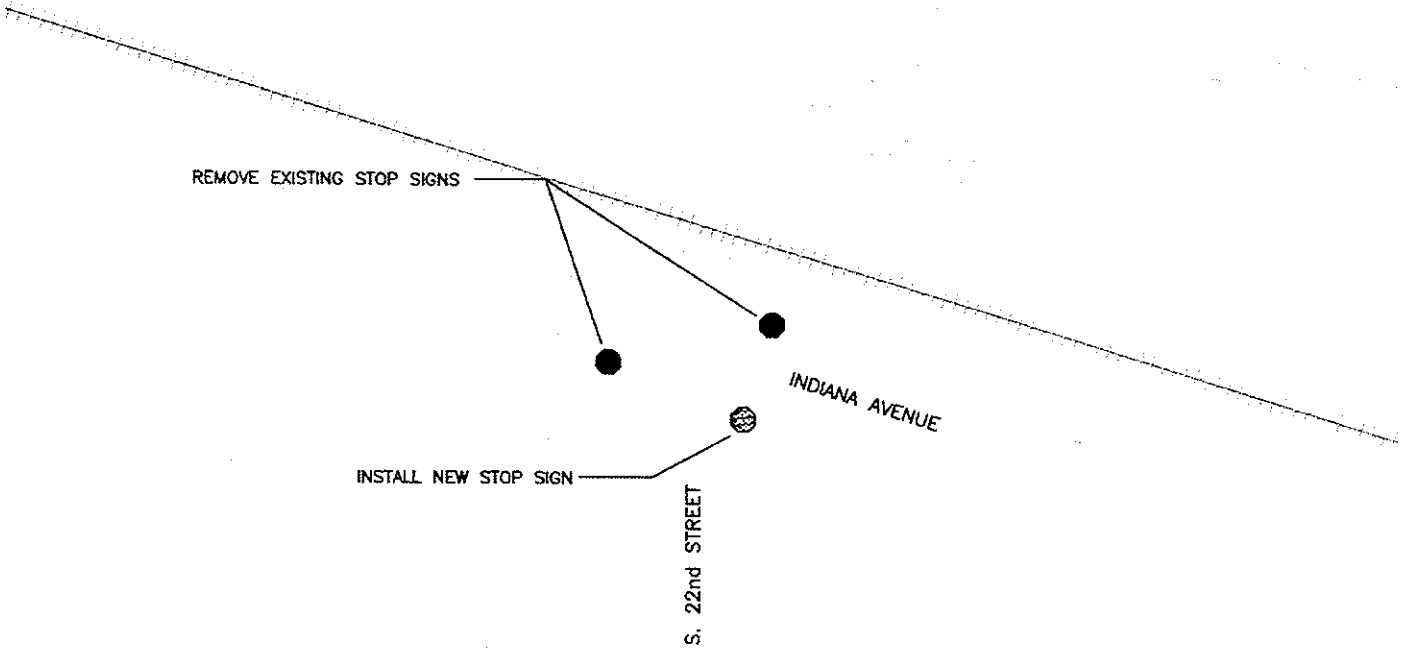 REMOVE EXISTING STOP SIGNS
INDIANA AVENUE
INSTALL NEW STOP SIGN
S. 22nd STREET